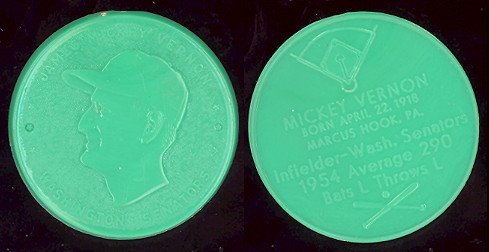 JAMES "MICKEY" VERNON
WASHINGTON SENATORS
MICKEY VERNON
BORN APRIL 22, 1918
MARCUS HOOK, PA.
Infielder-Wash. Senators
1954 Average 290
Bats L Throws L